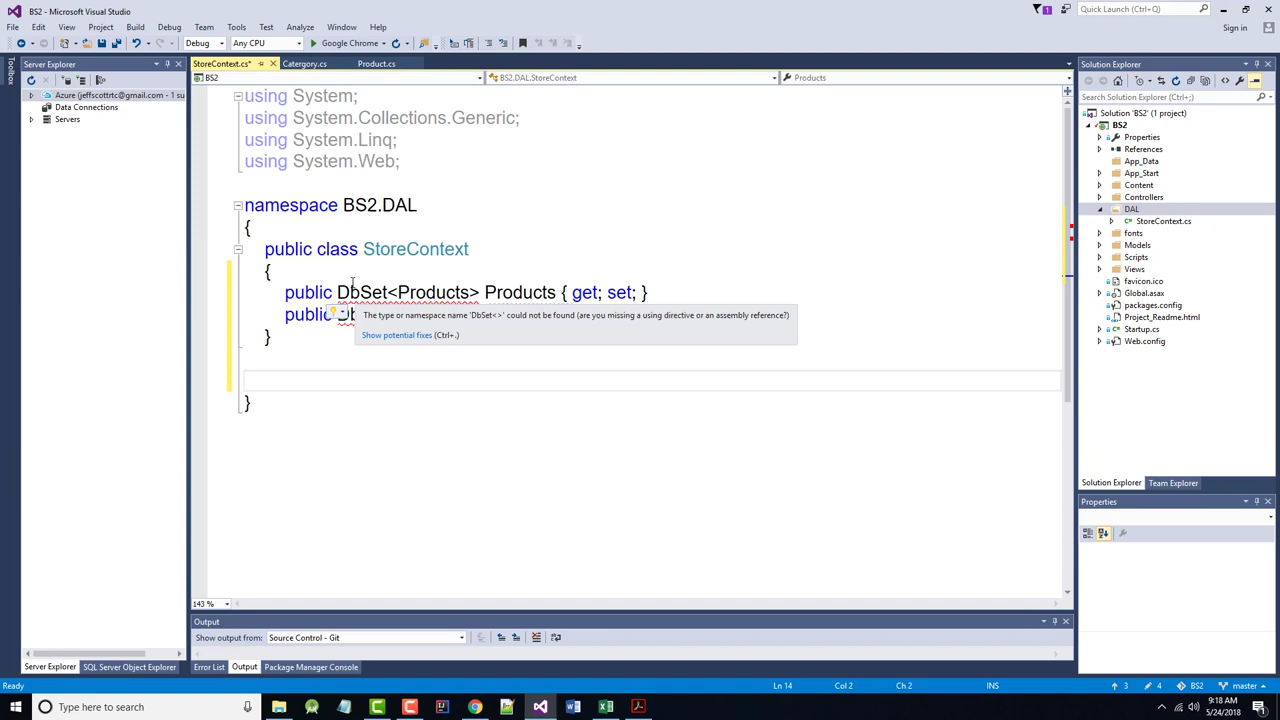 BS2 - Microsoft Visual Studio
Quick Launch (Ctrl+Q)
File Edit View Project Build Debug Team Tools Test Analyze Window Help
Sign in
Debug Any CPU Google Chrome
Toolbox
Server Explorer
Azure (jeffscottrtc@gmail.com - 1 su
Data Connections
Servers
StoreContext.cs* Catergory.cs Product.cs
BS2 BS2.DAL.StoreContext Products
using System;
using System.Collections.Generic;
using System.Linq;
using System.Web;
namespace BS2.DAL
{
public class StoreContext
{
public DbSet<Products> Products { get; set; }
public Db
The type or namespace name 'DbSet<>' could not be found (are you missing a using directive or an assembly reference?)
Show potential fixes (Ctrl+.)
}
}
143 %
Solution Explorer
Search Solution Explorer (Ctrl+;)
Solution 'BS2' (1 project)
BS2
Properties
References
App_Data
App_Start
Content
Controllers
DAL
StoreContext.cs
fonts
Models
Scripts
Views
favicon.ico
Global.asax
packages.config
Project_Readme.html
Startup.cs
Web.config
Solution Explorer Team Explorer
Properties
Output
Show output from: Source Control - Git
Server Explorer SQL Server Object Explorer
Error List Output Package Manager Console
Ready Ln 14 Col 2 Ch 2 INS 3 4 BS2 master
Type here to search
9:18 AM
5/24/2018